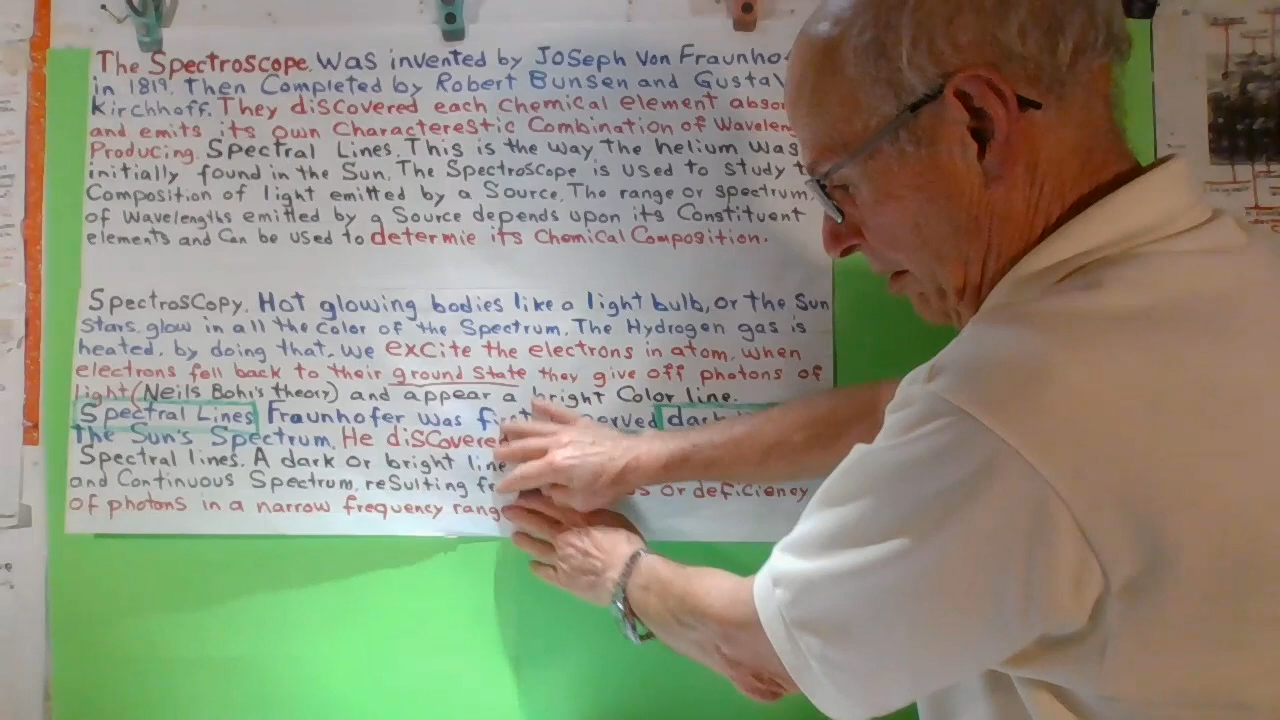 The Spectroscope. Was invented by Joseph Von Fraunho
in 1819. Then Completed by Robert Bunsen and Gusta
Kirchhoff. They discovered each chemical element abso
and emits its own Characterestic Combination of Wavelen
Producing Spectral Lines. This is the way the helium was
initially found in the Sun. The Spectroscope is used to study t
Composition of light emitted by a Source. The range or spectrum
of Wavelengths emitted by a Source depends upon its Constituent
elements and Can be used to determie its Chemical Composition.
Spectroscopy. Hot glowing bodies like a light bulb, or the Sun
Stars. glow in all the color of the Spectrum. The Hydrogen gas is
heated. by doing that. we excite the electrons in atom. when
electrons fell back to their ground state they give off photons of
light (Neils Bohr's theory) and appear a bright Color line.
Spectral Lines Fraunhofer was fi erved dark
the Sun's Spectrum. He discovere
Spectral lines. A dark or bright line
and Continuous Spectrum, resulting f or deficiency
of photons in a narrow frequency rang